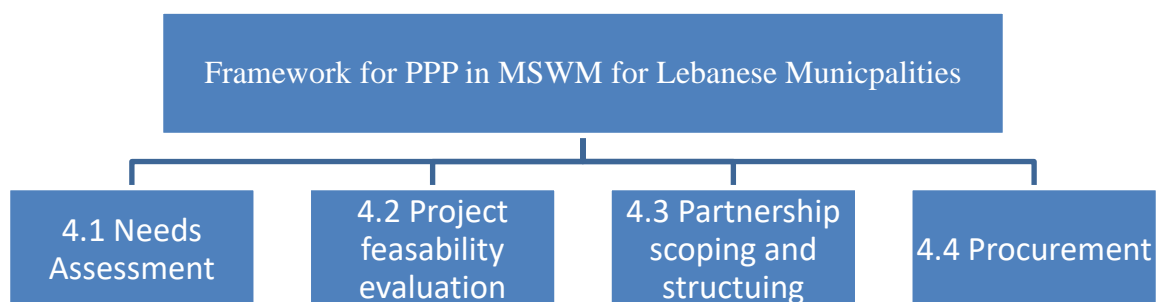 Framework for PPP in MSWM for Lebanese Municpalities
4.1 Needs
Assessment
4.2 Project
feasability
evaluation
4.3 Partnership
scoping and
structuing
4.4 Procurement